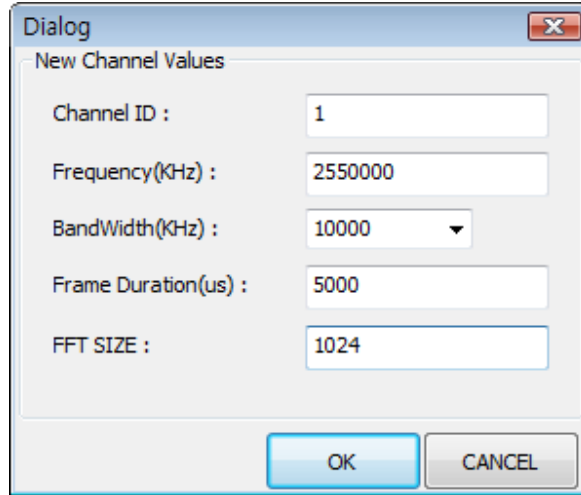 Dialog
New Channel Values
Channel ID : 1
Frequency(KHz) : 2550000
BandWidth(KHz) : 10000
Frame Duration(us) : 5000
FFT SIZE : 1024
OK CANCEL